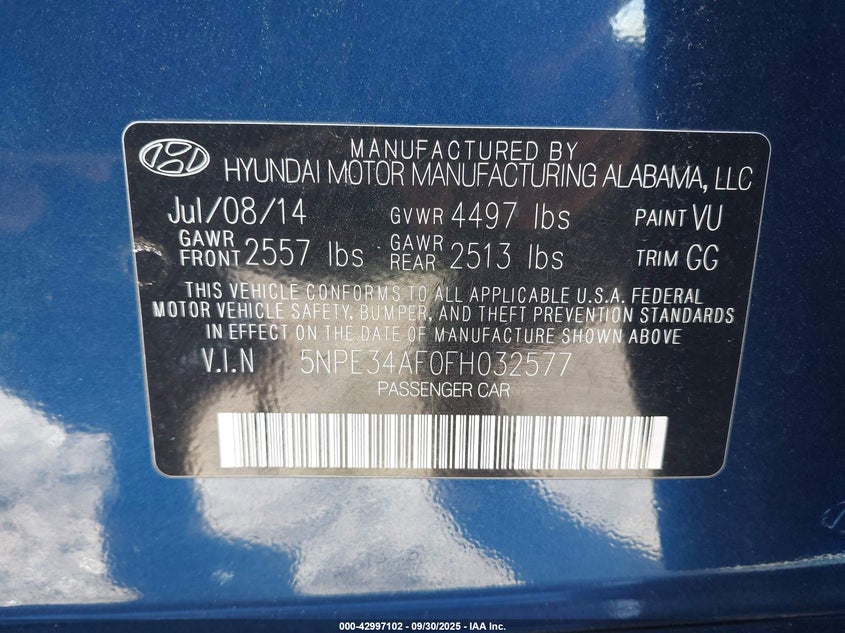 MANUFACTURED BY
HYUNDAI MOTOR MANUFACTURING ALABAMA, LLC
Jul/08/14 GVWR 4497 lbs PAINT VU
GAWR FRONT 2557 lbs GAWR REAR 2513 lbs TRIM GG
THIS VEHICLE CONFORMS TO ALL APPLICABLE U.S.A. FEDERAL
MOTOR VEHICLE SAFETY, BUMPER, AND THEFT PREVENTION STANDARDS
IN EFFECT ON THE DATE OF MANUFACTURE SHOWN ABOVE
V.I.N 5NPE34AF0FH032577
PASSENGER CAR
000-42997102 - 09/30/2025 - IAA Inc.